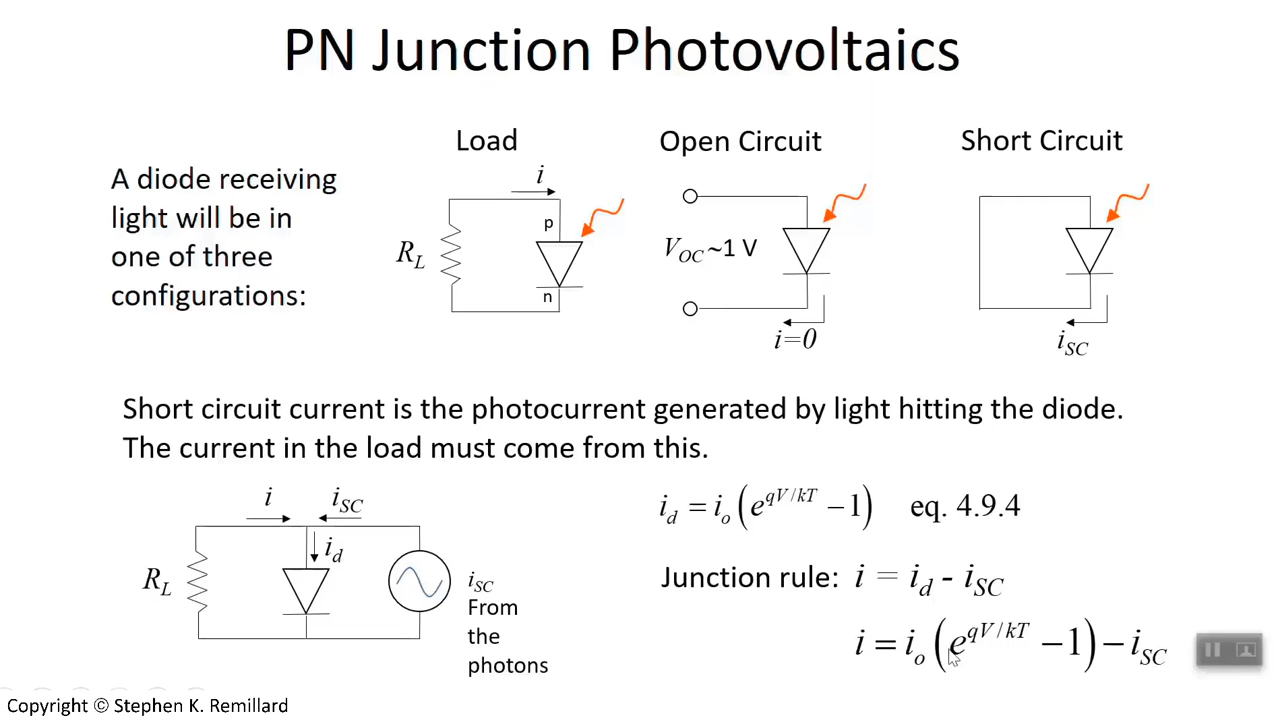 PN Junction Photovoltaics
A diode receiving
light will be in
one of three
configurations:
Load
i
p
R_L
n
Open Circuit
V_OC~1 V
i=0
Short Circuit
i_SC
Short circuit current is the photocurrent generated by light hitting the diode.
The current in the load must come from this.
i
i_SC
i_d
R_L
i_SC
From
the
photons
i_d = i_o (e^{qV/kT} − 1) eq. 4.9.4
Junction rule: i = i_d - i_SC
i = i_o (e^{qV/kT} − 1) − i_SC
Copyright © Stephen K. Remillard